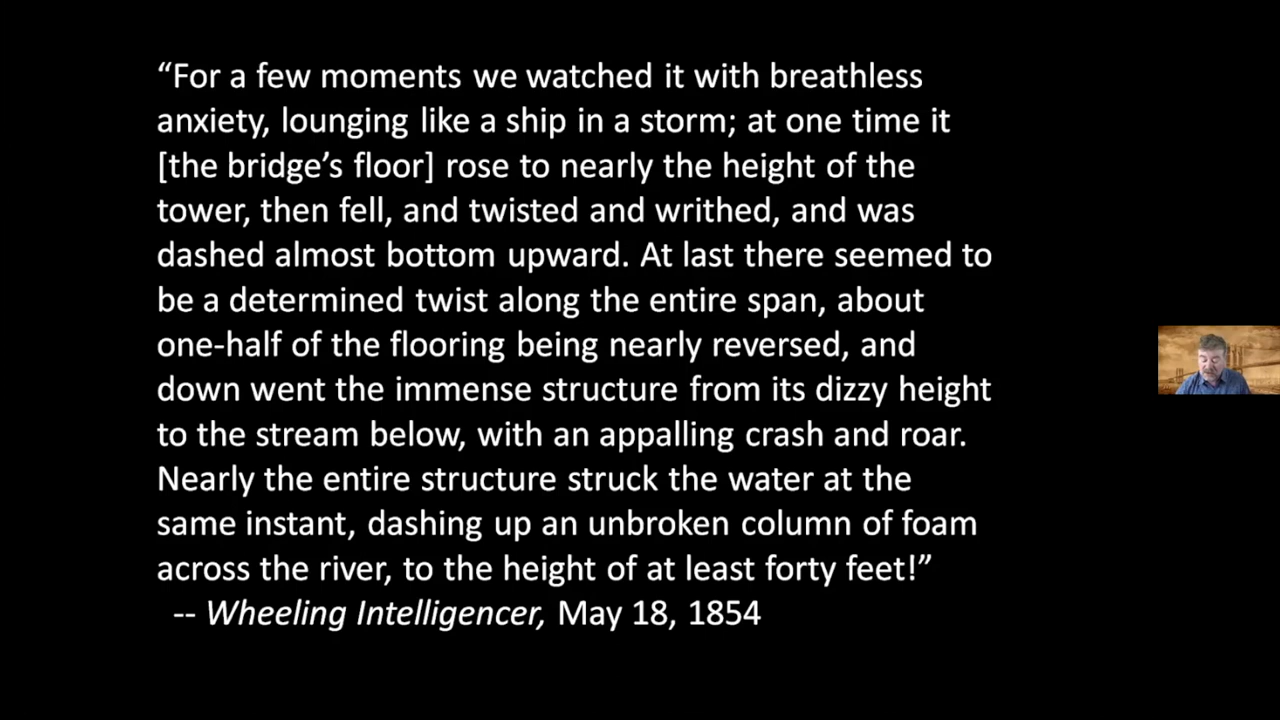 “For a few moments we watched it with breathless
anxiety, lounging like a ship in a storm; at one time it
[the bridge’s floor] rose to nearly the height of the
tower, then fell, and twisted and writhed, and was
dashed almost bottom upward. At last there seemed to
be a determined twist along the entire span, about
one-half of the flooring being nearly reversed, and
down went the immense structure from its dizzy height
to the stream below, with an appalling crash and roar.
Nearly the entire structure struck the water at the
same instant, dashing up an unbroken column of foam
across the river, to the height of at least forty feet!”
-- Wheeling Intelligencer, May 18, 1854